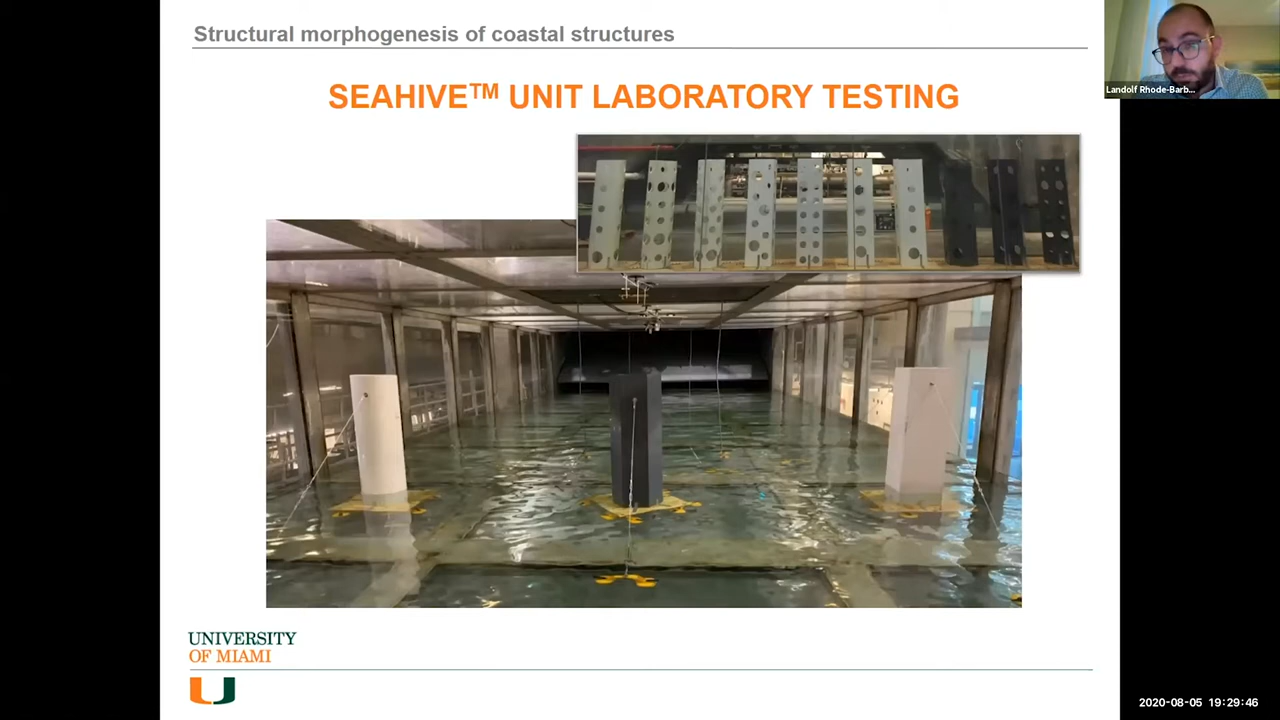 Structural morphogenesis of coastal structures
SEAHIVE™ UNIT LABORATORY TESTING
Landolf Rhode-Barb...
UNIVERSITY
OF MIAMI
2020-08-05 19:29:46